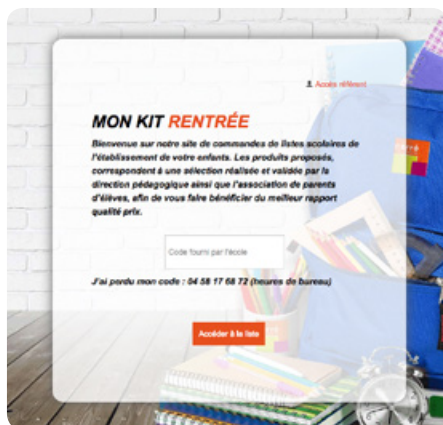 Accès référent
MON KIT RENTRÉE
Bienvenue sur notre site de commandes de listes scolaires de
l'établissement de votre enfants. Les produits proposés,
correspondent à une sélection réalisée et validée par la
direction pédagogique ainsi que l'association de parents
d'élèves, afin de vous faire bénéficier du meilleur rapport
qualité prix.
Code fourni par l'école
J'ai perdu mon code : 04 58 17 68 72 (heures de bureau)
Accéder à la liste